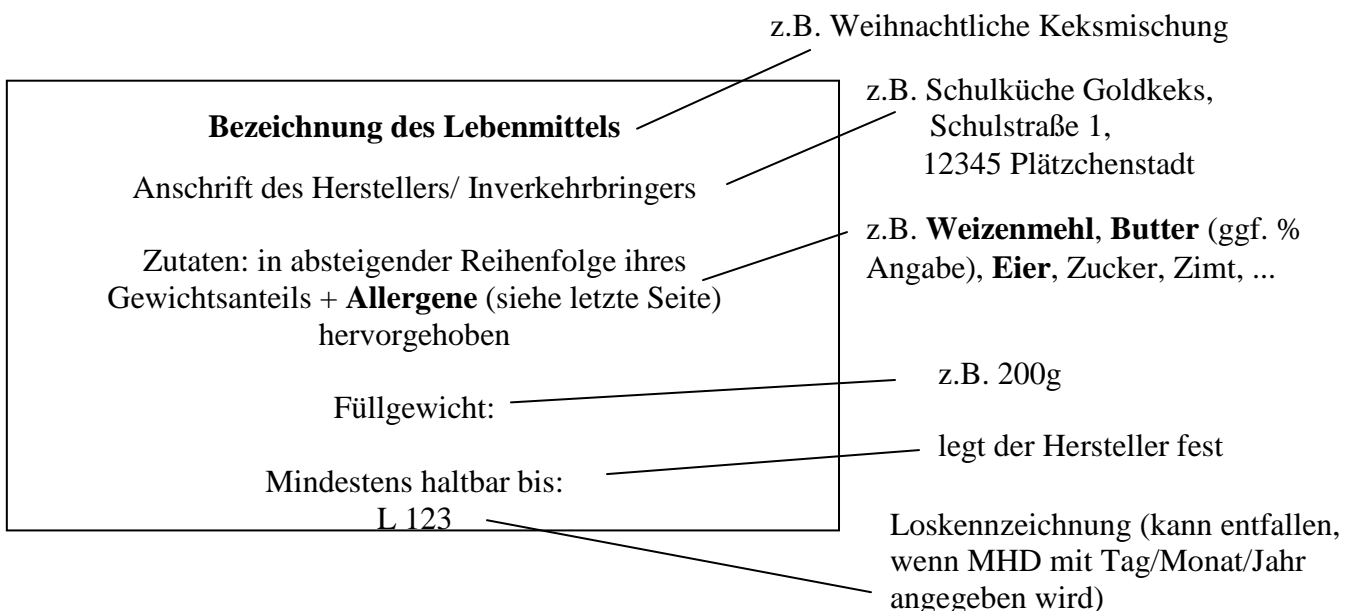 z.B. Weihnachtliche Keksmischung
Bezeichnung des Lebenmittels
z.B. Schulküche Goldkeks,
Schulstraße 1,
12345 Plätzchenstadt
Anschrift des Herstellers/ Inverkehrbringers
z.B. Weizenmehl, Butter (ggf. %
Angabe), Eier, Zucker, Zimt, ...
Zutaten: in absteigender Reihenfolge ihres
Gewichtsanteils + Allergene (siehe letzte Seite)
hervorgehoben
z.B. 200g
Füllgewicht:
legt der Hersteller fest
Mindestens haltbar bis:
L 123
Loskennzeichnung (kann entfallen,
wenn MHD mit Tag/Monat/Jahr
angegeben wird)